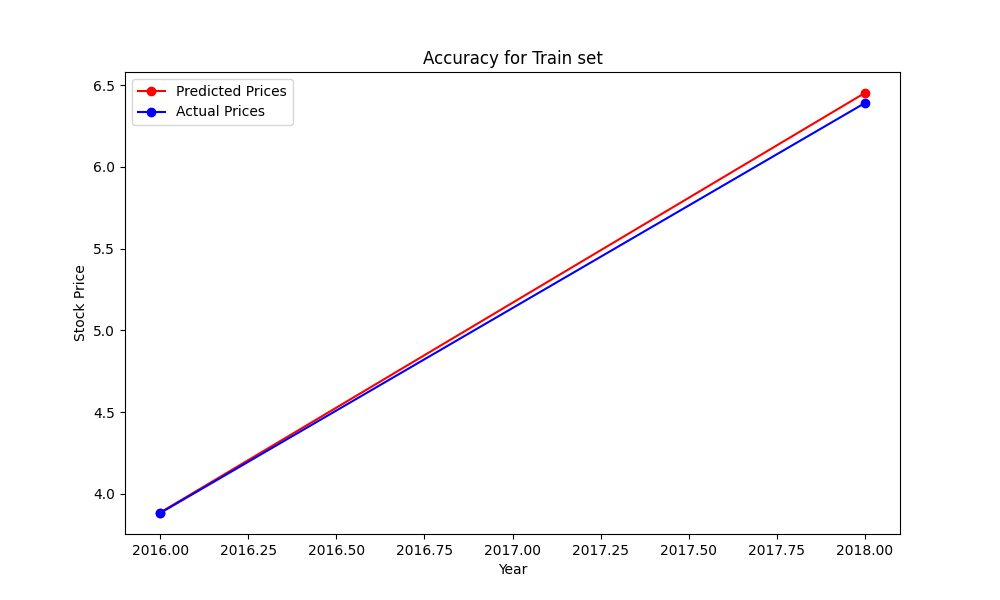 Accuracy for Train set
Predicted Prices
Actual Prices
6.5
6.0
5.5
5.0
4.5
4.0
Stock Price
2016.00 2016.25 2016.50 2016.75 2017.00 2017.25 2017.50 2017.75 2018.00
Year